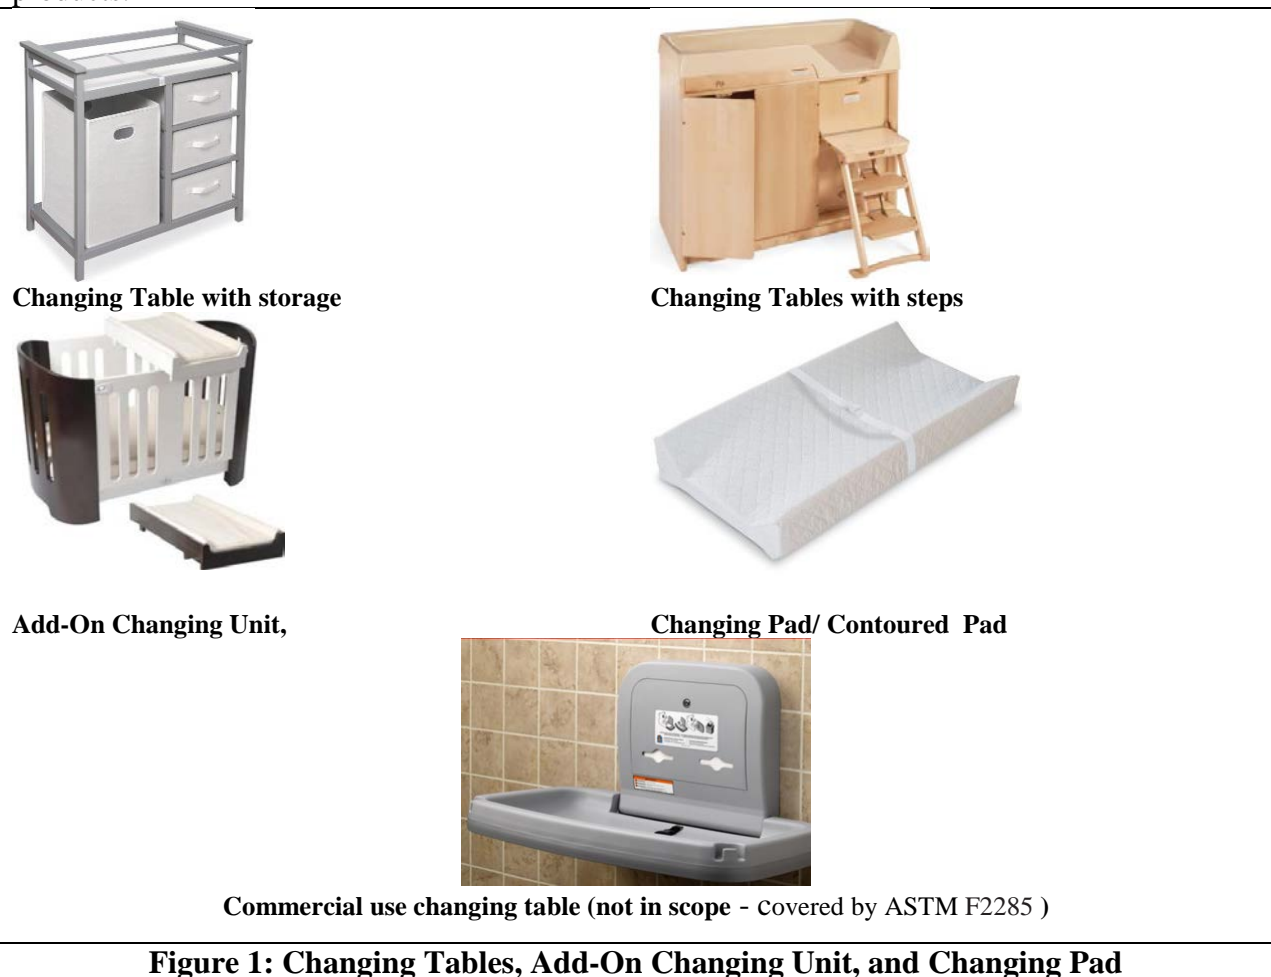 products.
Changing Table with storage
Changing Tables with steps
Add-On Changing Unit,
Changing Pad/ Contoured  Pad
Commercial use changing table (not in scope - covered by ASTM F2285 )
Figure 1: Changing Tables, Add-On Changing Unit, and Changing Pad